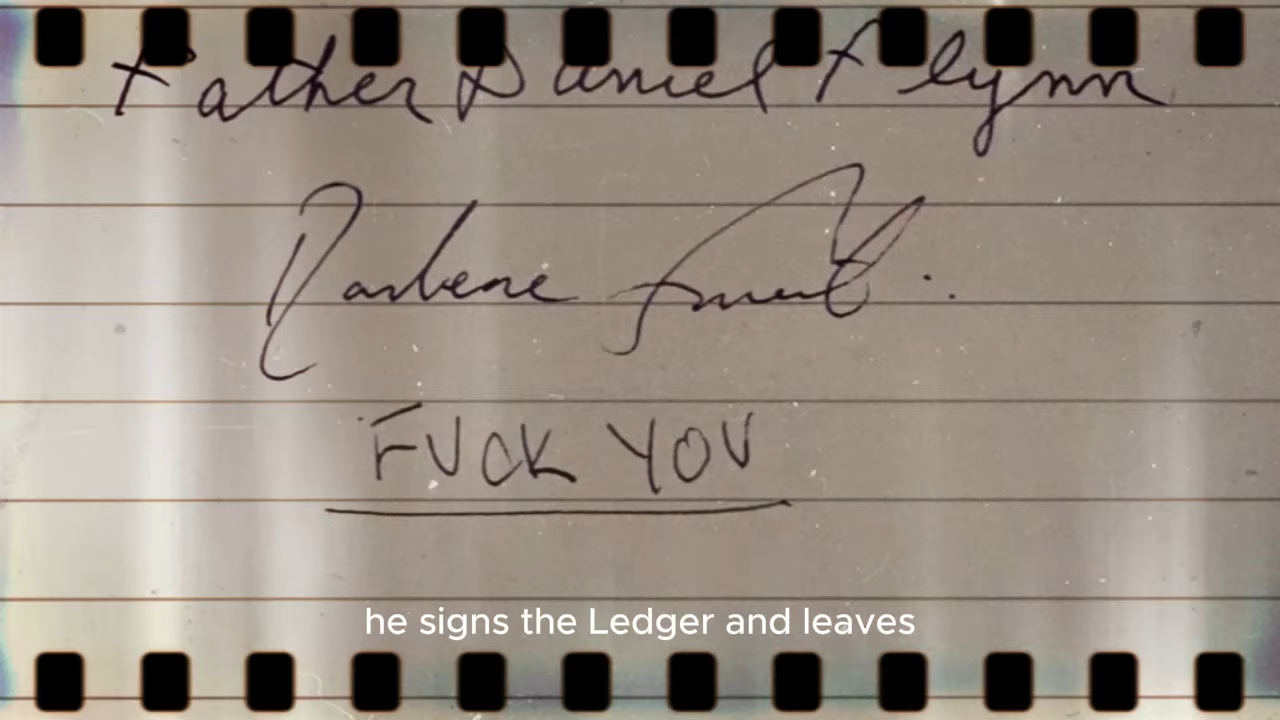 Father Daniel Flynn
Darlene
FUCK YOU
he signs the Ledger and leaves